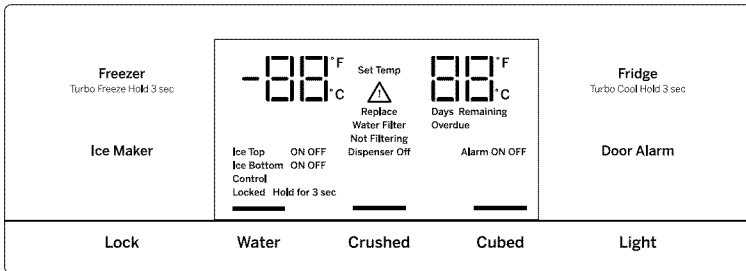 Freezer
Turbo Freeze Hold 3 sec
Ice Maker
-88 °F °C
Set Temp
88 °F °C
Replace
Water Filter
Not Filtering
Dispenser Off
Days Remaining
Overdue
Ice Top ON OFF
Ice Bottom ON OFF
Control
Locked Hold for 3 sec
Alarm ON OFF
Fridge
Turbo Cool Hold 3 sec
Door Alarm
Lock
Water
Crushed
Cubed
Light